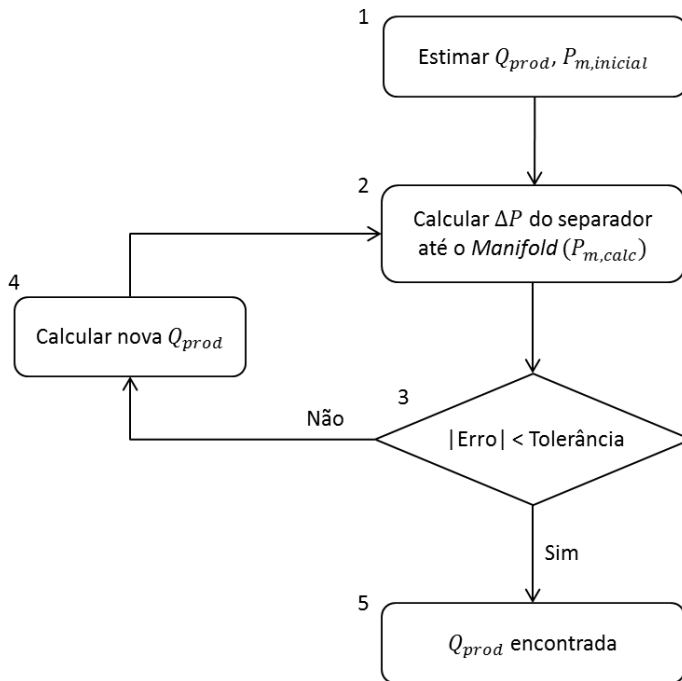 1
Estimar Q_prod, P_m,inicial
2
Calcular ΔP do separador
até o Manifold (P_m,calc)
4
Calcular nova Q_prod
3
Não
|Erro| < Tolerância
Sim
5
Q_prod encontrada